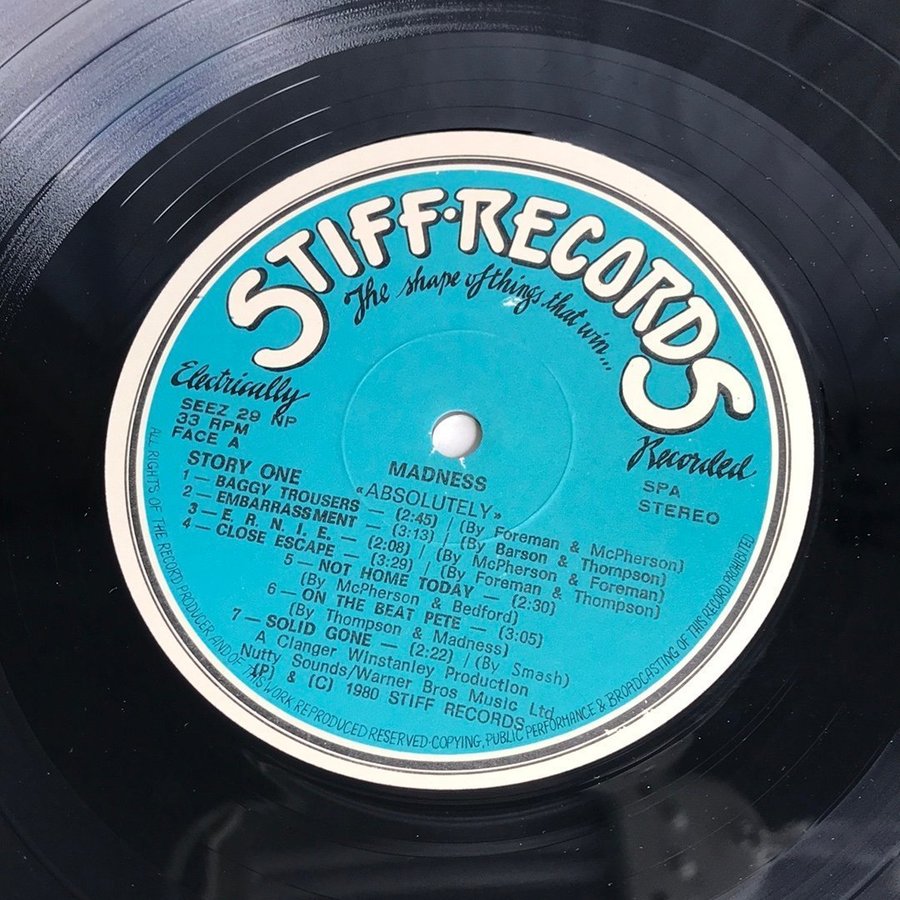 STIFF·RECORDS
The shape of things that win...
Electrically
Recorded
SEEZ 29 NP
33 RPM
FACE A
SPA
STEREO
STORY ONE
MADNESS
«ABSOLUTELY»
1 — BAGGY TROUSERS — (2:45) / (By Foreman & McPherson)
2 — EMBARRASSMENT — (3:13) / (By Barson & Thompson)
3 — E. R. N. I. E. — (2:08) / (By McPherson & Foreman)
4 — CLOSE ESCAPE — (3:29) / (By Foreman & Thompson)
5 — NOT HOME TODAY — (2:30)
(By McPherson & Bedford)
6 — ON THE BEAT PETE — (3:05)
(By Thompson & Madness)
7 — SOLID GONE — (2:22) / (By Smash)
A Clanger Winstanley Production
Nutty Sounds/Warner Bros Music Ltd
(P) & (C) 1980 STIFF RECORDS
ALL RIGHTS OF THE RECORD PRODUCER AND OF THIS WORK REPRODUCED RESERVED·COPYING, PUBLIC PERFORMANCE & BROADCASTING OF THIS RECORD PROHIBITED